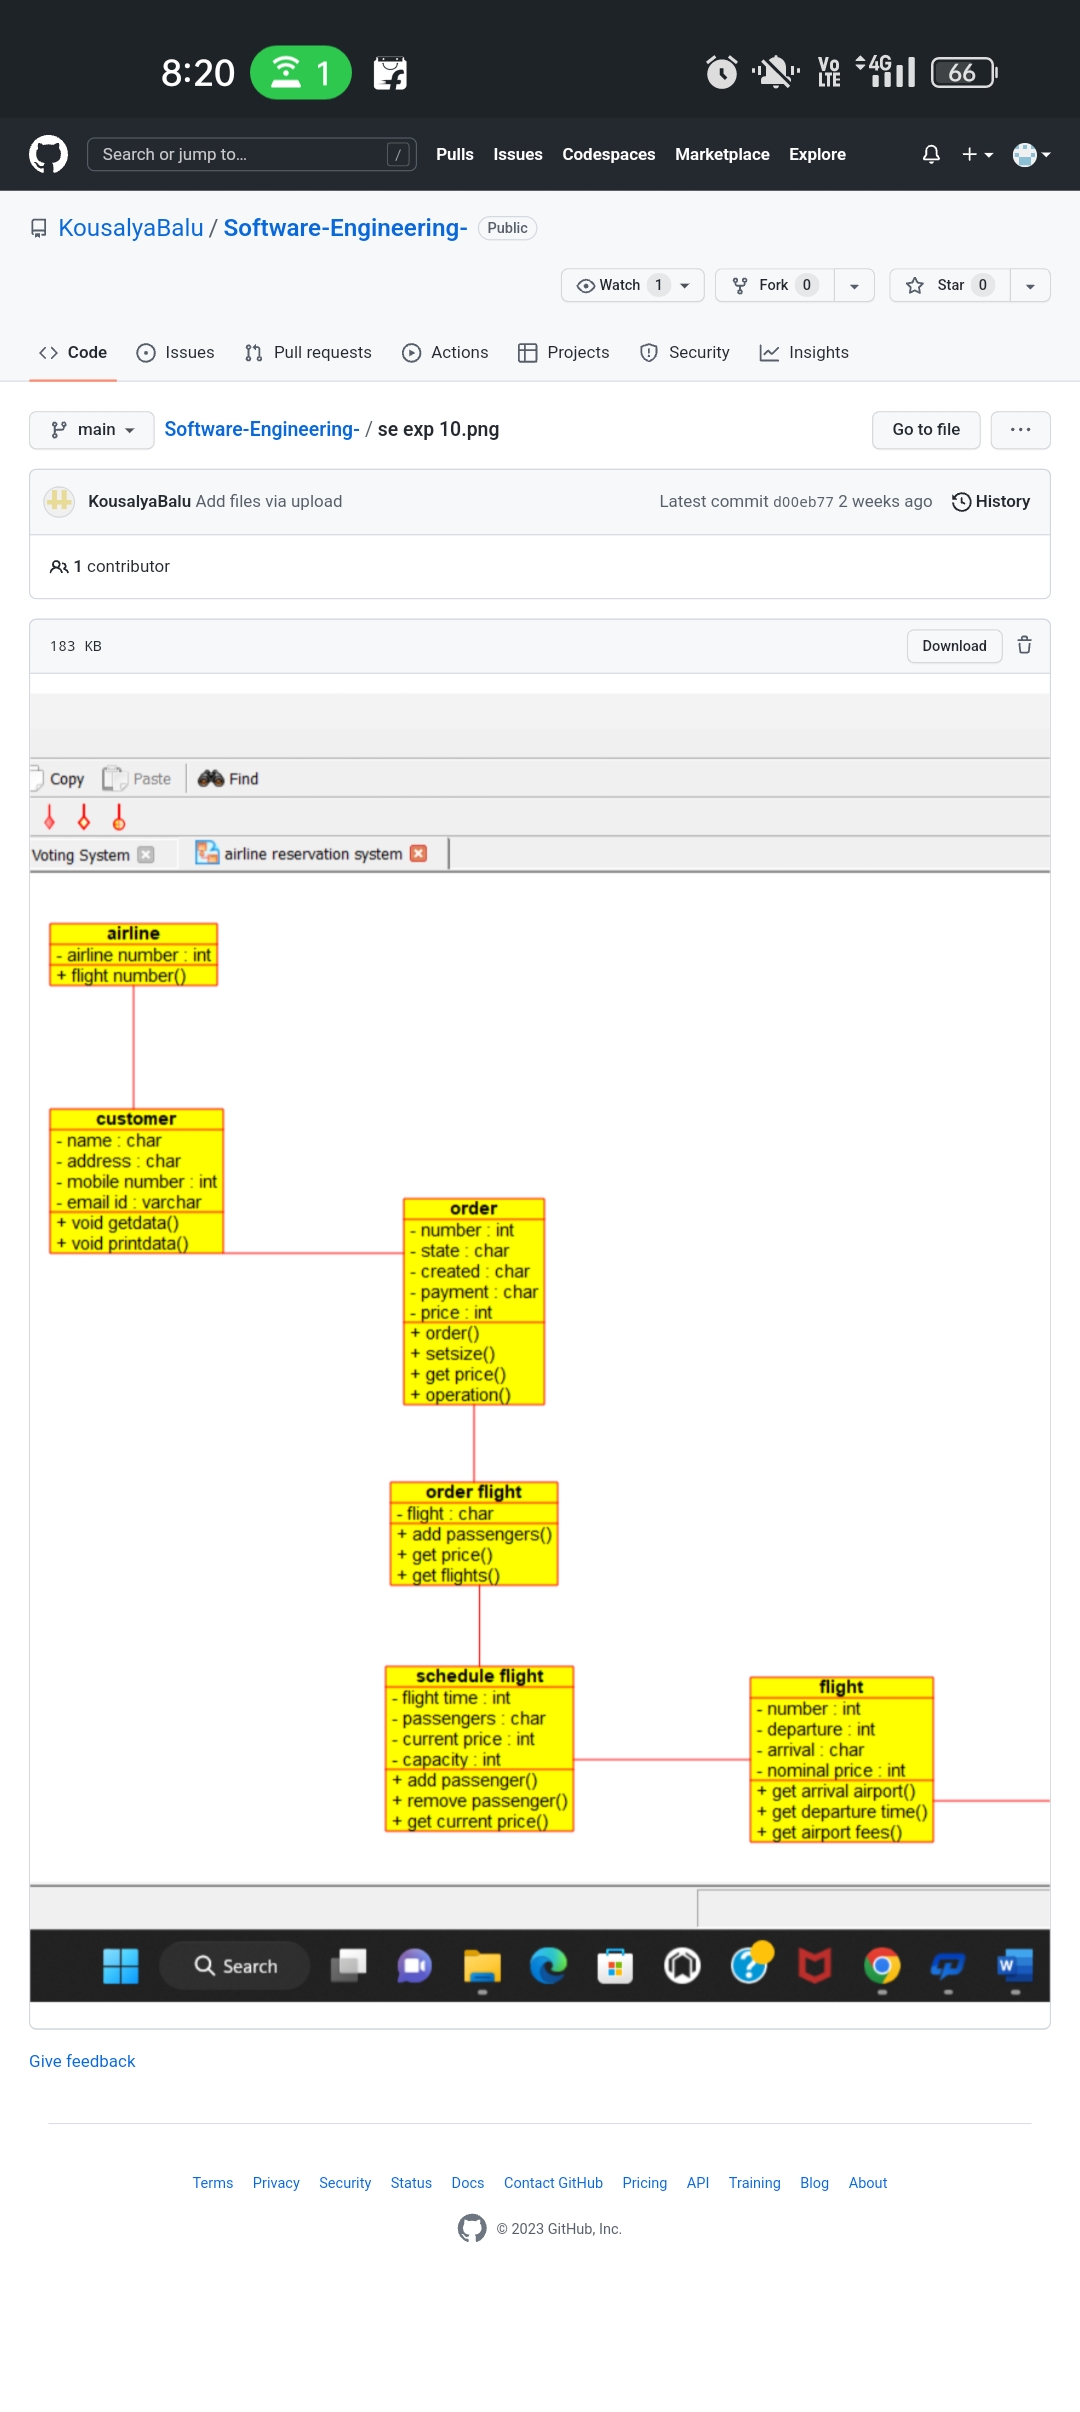 8:20
1
Vo
LTE
4G
66
Search or jump to...
/
Pulls Issues Codespaces Marketplace Explore
KousalyaBalu / Software-Engineering- Public
Watch 1 Fork 0 Star 0
Code Issues Pull requests Actions Projects Security Insights
main Software-Engineering- / se exp 10.png Go to file ...
KousalyaBalu Add files via upload Latest commit d00eb77 2 weeks ago History
1 contributor
183 KB Download
Copy Paste Find
Voting System airline reservation system
airline
- airline number : int
+ flight number()
customer
- name : char
- address : char
- mobile number : int
- email id : varchar
+ void getdata()
+ void printdata()
order
- number : int
- state : char
- created : char
- payment : char
- price : int
+ order()
+ setsize()
+ get price()
+ operation()
order flight
- flight : char
+ add passengers()
+ get price()
+ get flights()
schedule flight
- flight time : int
- passengers : char
- current price : int
- capacity : int
+ add passenger()
+ remove passenger()
+ get current price()
flight
- number : int
- departure : int
- arrival : char
- nominal price : int
+ get arrival airport()
+ get departure time()
+ get airport fees()
Search
W
Give feedback
Terms Privacy Security Status Docs Contact GitHub Pricing API Training Blog About
© 2023 GitHub, Inc.